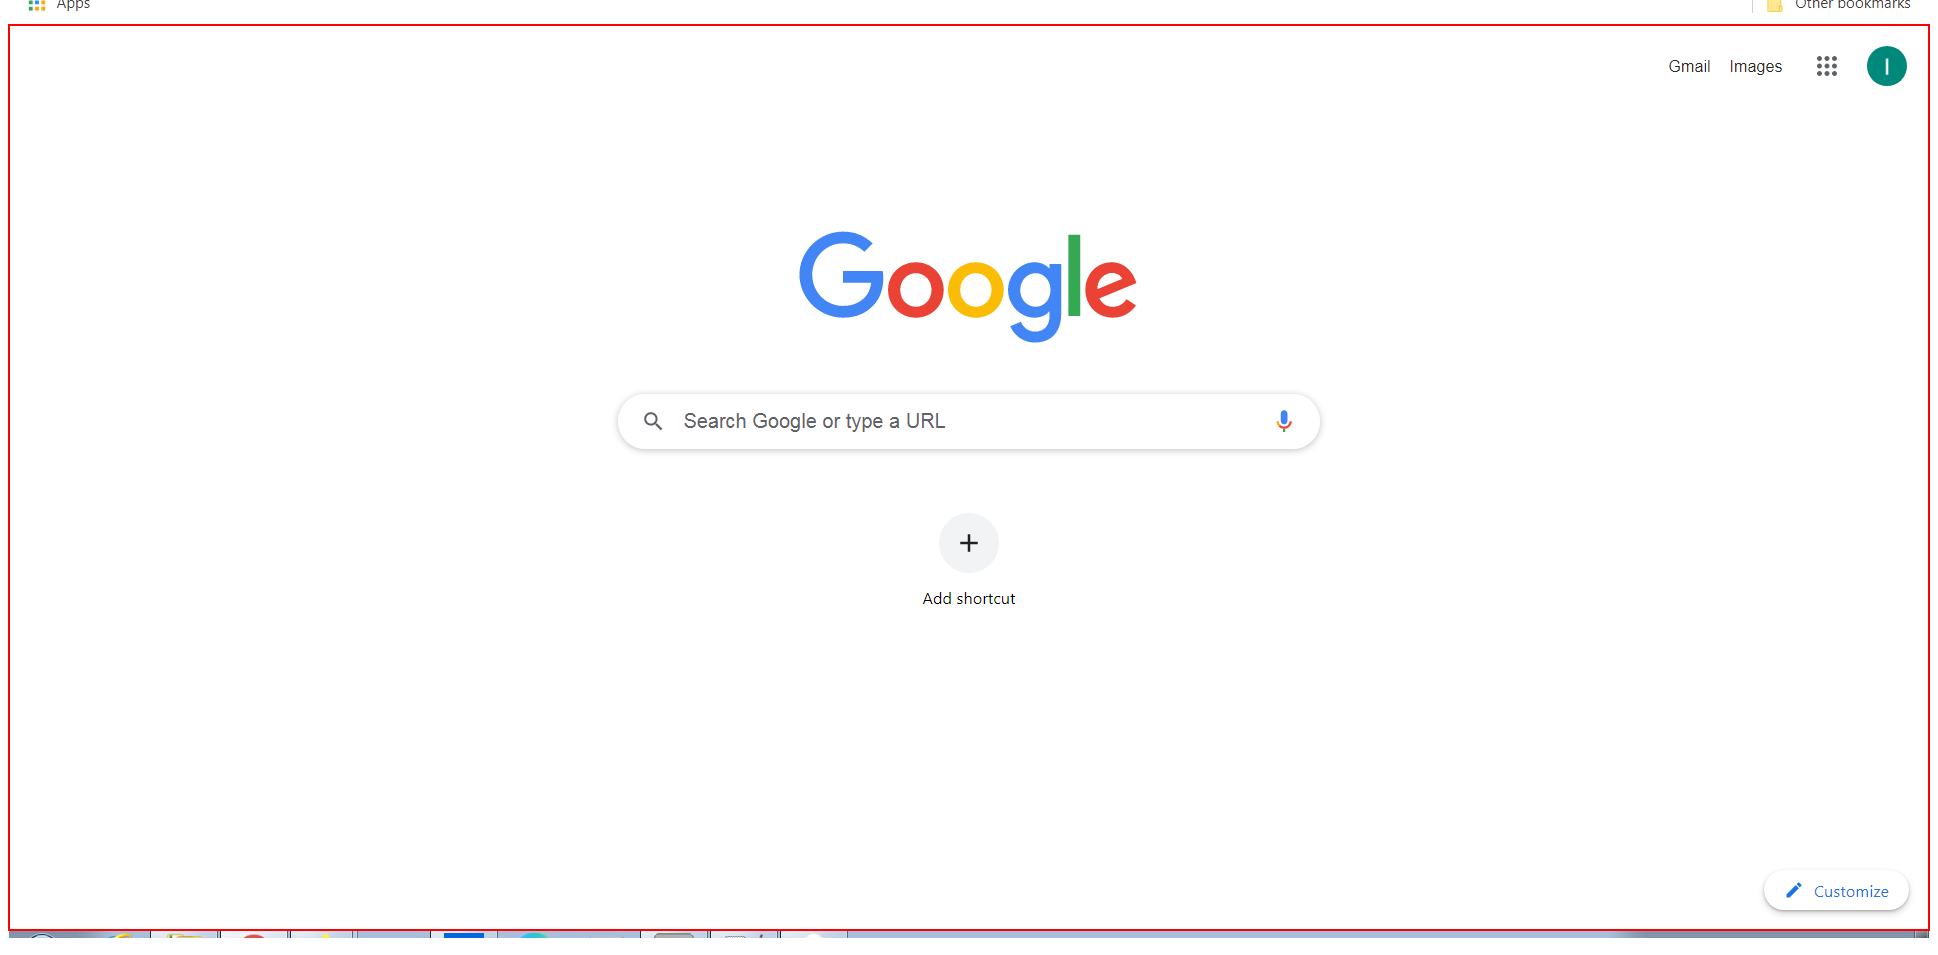 Apps
Other bookmarks
Gmail
Images
I
Google
Search Google or type a URL
Add shortcut
Customize